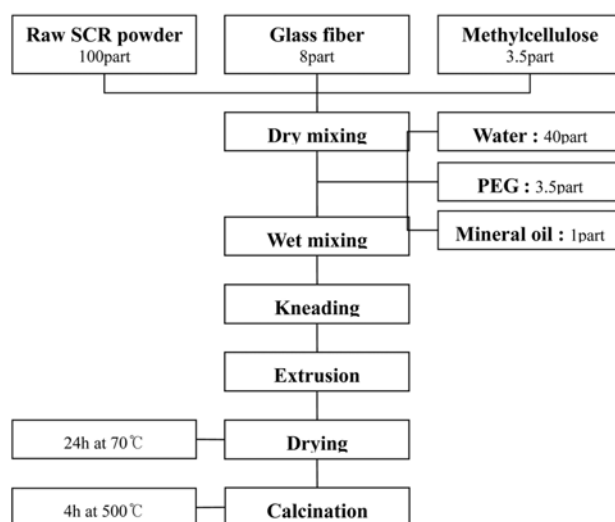 Raw SCR powder
100part
Glass fiber
8part
Methylcellulose
3.5part
Dry mixing
Water : 40part
PEG : 3.5part
Wet mixing
Mineral oil : 1part
Kneading
Extrusion
24h at 70℃
Drying
4h at 500℃
Calcination